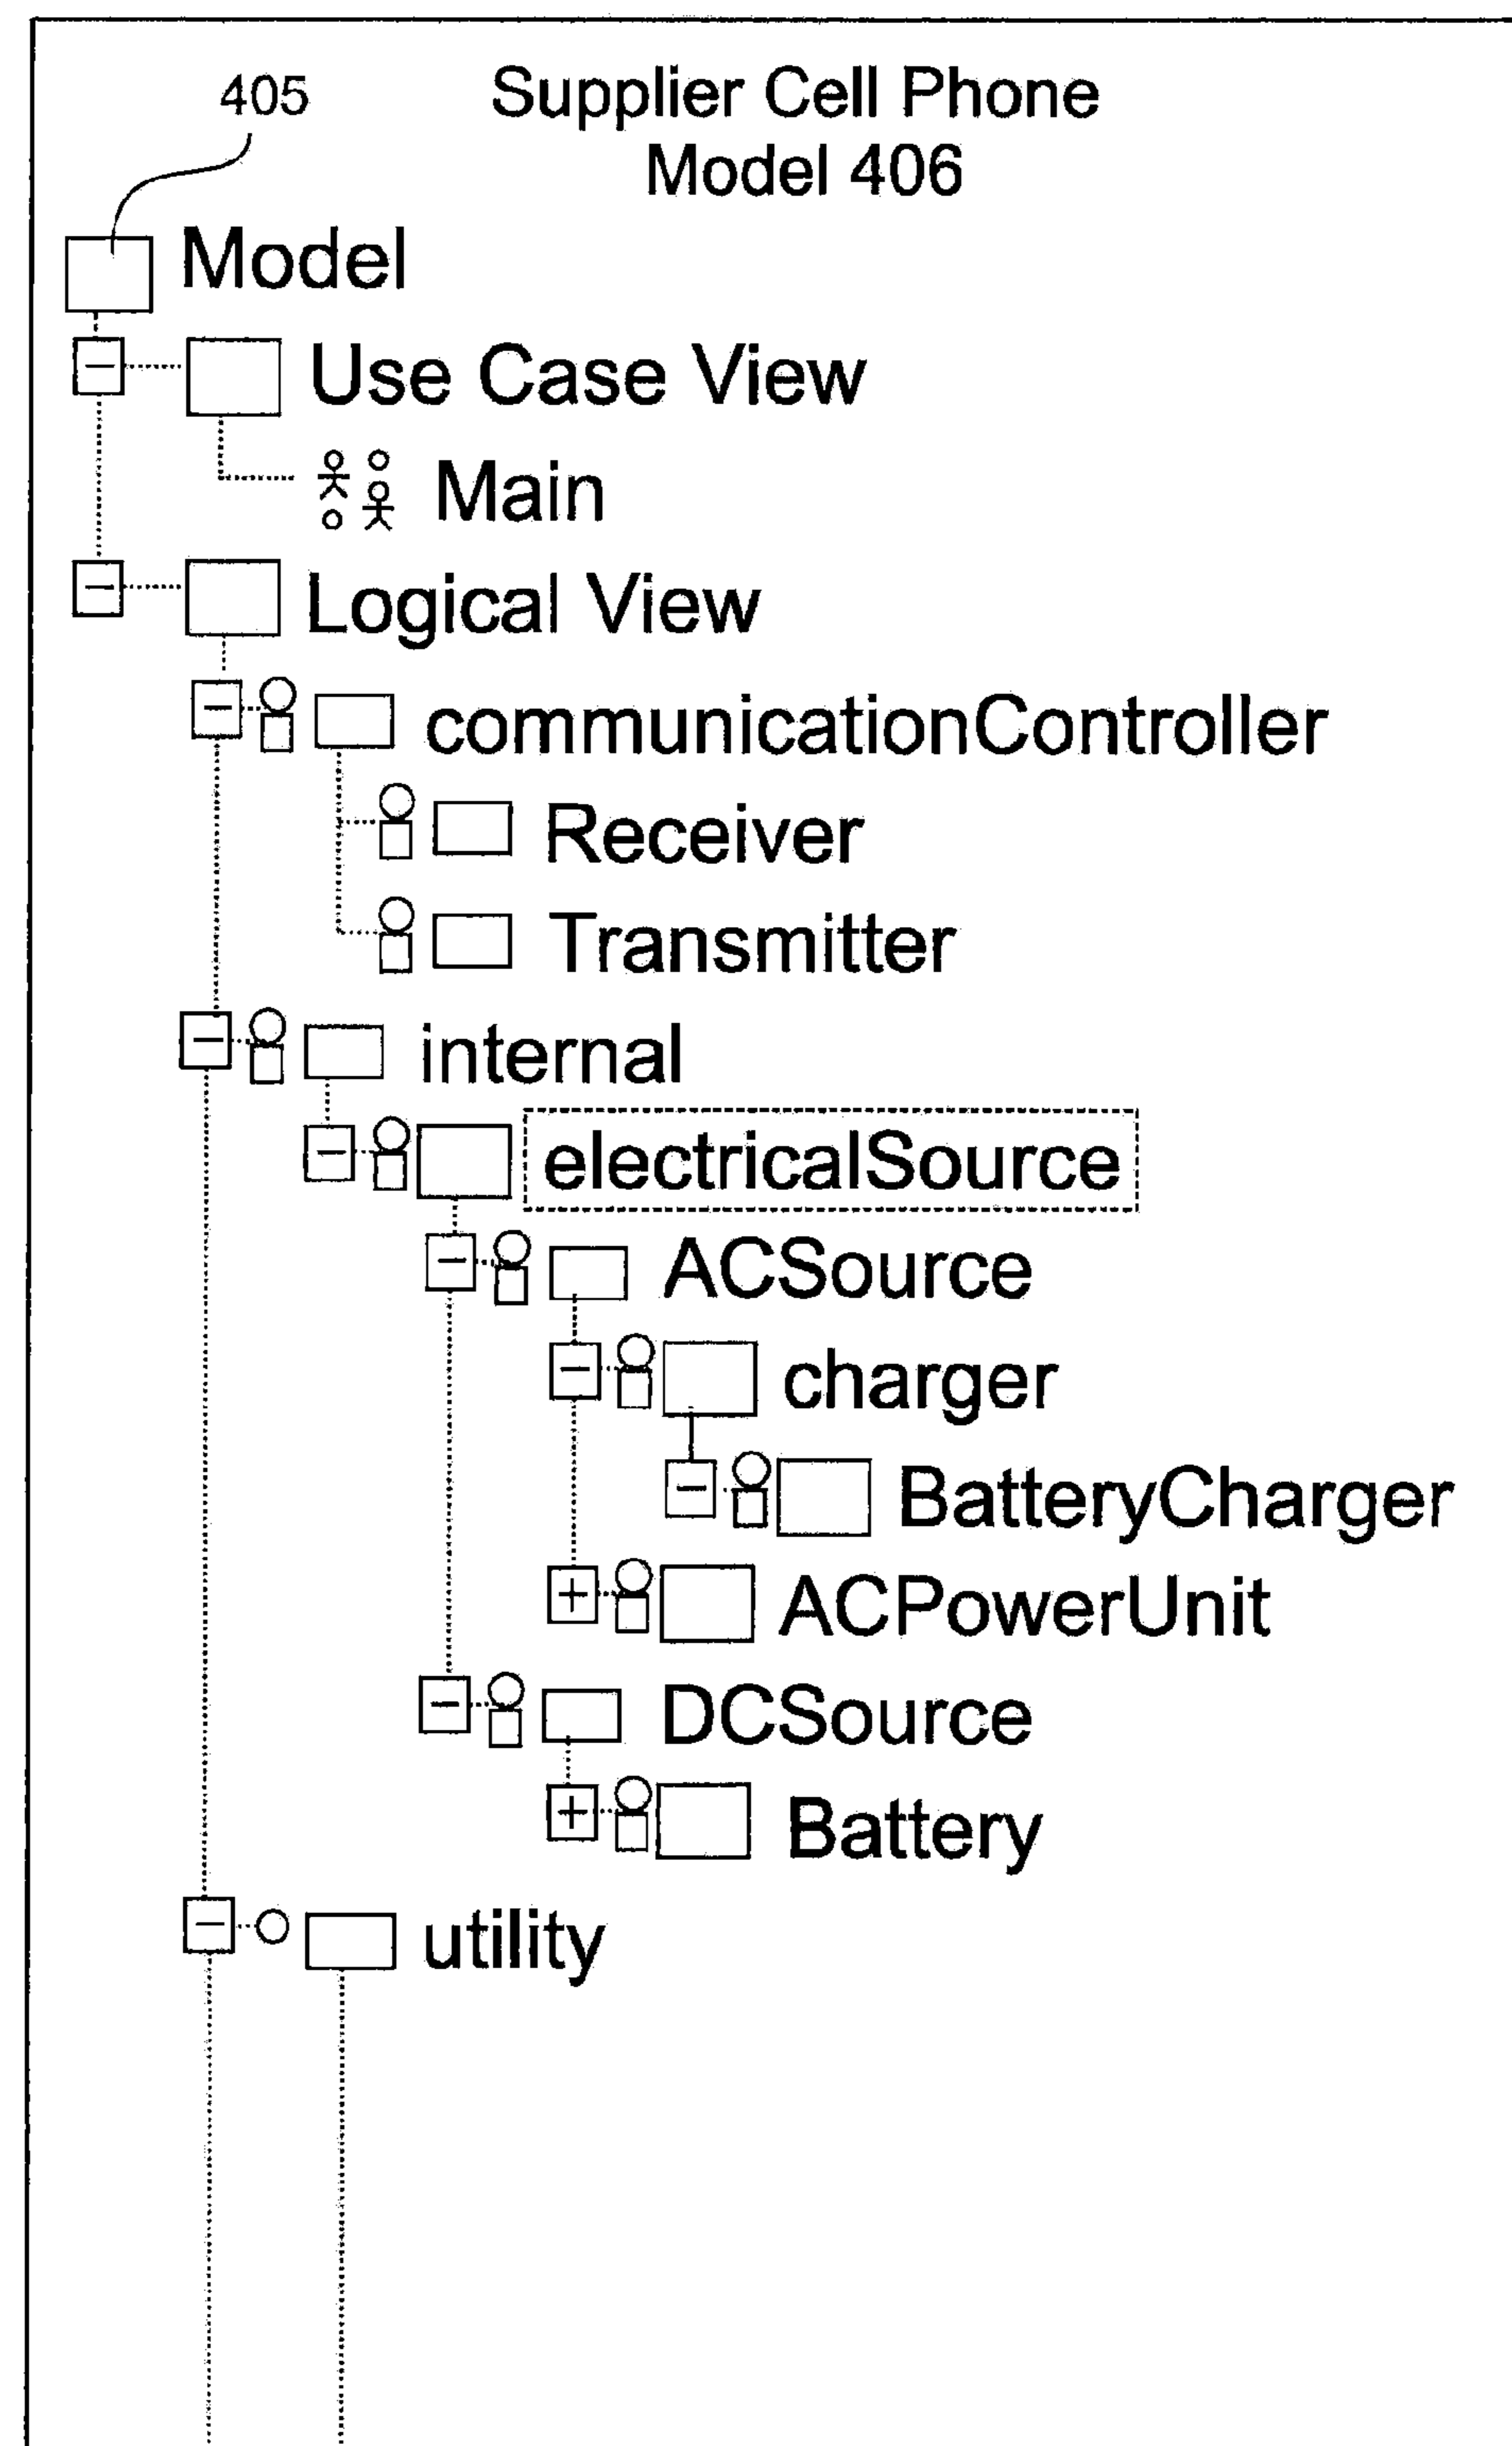 405
Supplier Cell Phone
Model 406
Model
Use Case View
Main
Logical View
communicationController
Receiver
Transmitter
internal
electricalSource
ACSource
charger
BatteryCharger
ACPowerUnit
DCSource
Battery
utility